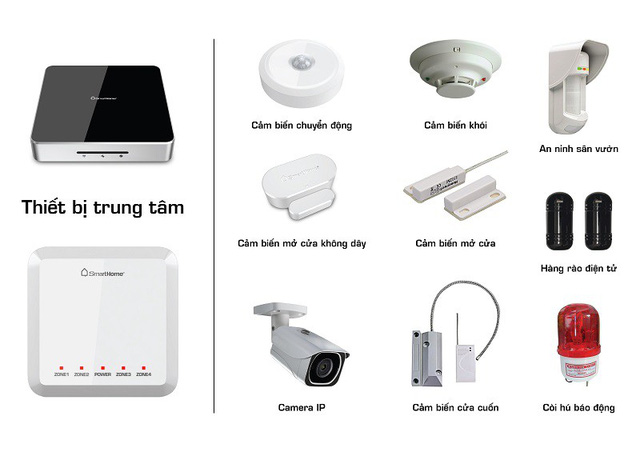 SmartHome
Thiết bị trung tâm
SmartHome
ZONE1 ZONE2 POWER ZONE3 ZONE4
Cảm biến chuyển động
Cảm biến khói
An ninh sân vườn
Cảm biến mở cửa không dây
Cảm biến mở cửa
Hàng rào điện tử
Camera IP
Cảm biến cửa cuốn
Còi hú báo động